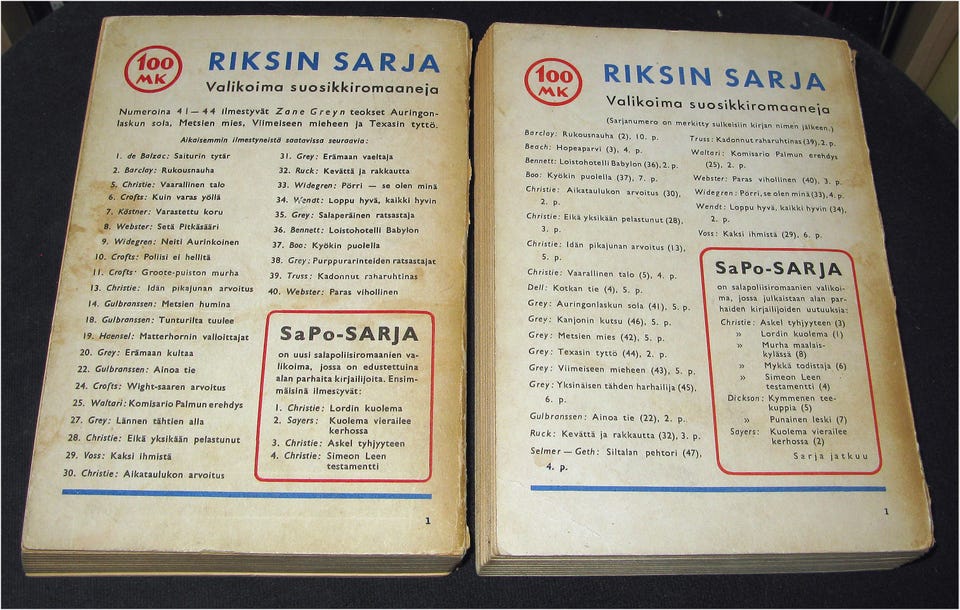 100
MK
RIKSIN SARJA
Valikoima suosikkiromaaneja
Numeroina 41—44 ilmestyvät Zane Greyn teokset Auringon-
laskun sola, Metsien mies, Viimeiseen mieheen ja Texasin tyttö.
Aikaisemmin ilmestyneistä saatavissa seuraavia:
1. de Balzac: Saiturin tytär
2. Barclay: Rukousnauha
5. Christie: Vaarallinen talo
6. Crofts: Kuin varas yöllä
7. Kästner: Varastettu koru
8. Webster: Setä Pitkäsääri
9. Widegren: Neiti Aurinkoinen
10. Crofts: Poliisi ei hellitä
11. Crofts: Groote-puiston murha
13. Christie: Idän pikajunan arvoitus
14. Gulbranssen: Metsien humina
18. Gulbranssen: Tunturilta tuulee
19. Haensel: Matterhornin valloittajat
20. Grey: Erämaan kultaa
22. Gulbranssen: Ainoa tie
24. Crofts: Wight-saaren arvoitus
25. Waltari: Komisario Palmun erehdys
27. Grey: Lännen tähtien alla
28. Christie: Eikä yksikään pelastunut
29. Voss: Kaksi ihmistä
30. Christie: Aikataulukon arvoitus
31. Grey: Erämaan vaeltaja
32. Ruck: Kevättä ja rakkautta
33. Widegren: Pörri — se olen minä
34. Wendt: Loppu hyvä, kaikki hyvin
35. Grey: Salaperäinen ratsastaja
36. Bennett: Loistohotelli Babylon
37. Boo: Kyökin puolella
38. Grey: Purppurarinteiden ratsastajat
39. Truss: Kadonnut raharuhtinas
40. Webster: Paras vihollinen
SaPo-SARJA
on uusi salapoliisiromaanien va-
likoima, jossa on edustettuina
alan parhaita kirjailijoita. Ensim-
mäisinä ilmestyvät:
1. Christie: Lordin kuolema
2. Sayers: Kuolema vierailee
kerhossa
3. Christie: Askel tyhjyyteen
4. Christie: Simeon Leen
testamentti
1
100
MK
RIKSIN SARJA
Valikoima suosikkiromaaneja
(Sarjanumero on merkitty sulkeisiin kirjan nimen jälkeen.)
Barclay: Rukousnauha (2), 10. p.
Beach: Hopeaparvi (3), 4. p.
Bennett: Loistohotelli Babylon (36), 2. p.
Boo: Kyökin puolella (37), 7. p.
Christie: Aikataulukon arvoitus (30),
2. p.
Christie: Eikä yksikään pelastunut (28),
3. p.
Christie: Idän pikajunan arvoitus (13),
5. p.
Christie: Vaarallinen talo (5), 4. p.
Dell: Kotkan tie (4), 5. p.
Grey: Auringonlaskun sola (41), 5. p.
Grey: Kanjonin kutsu (46), 5. p.
Grey: Metsien mies (42), 5. p.
Grey: Texasin tyttö (44), 2. p.
Grey: Viimeiseen mieheen (43), 5. p.
Grey: Yksinäisen tähden harhailija (45),
6. p.
Gulbranssen: Ainoa tie (22), 2. p.
Ruck: Kevättä ja rakkautta (32), 3. p.
Selmer—Geth: Siltalan pehtori (47),
4. p.
Truss: Kadonnut raharuhtinas (39), 2. p.
Waltari: Komisario Palmun erehdys
(25), 2. p.
Webster: Paras vihollinen (40), 3. p.
Widegren: Pörri, se olen minä (33), 4. p.
Wendt: Loppu hyvä, kaikki hyvin (34),
2. p.
Voss: Kaksi ihmistä (29), 6. p.
SaPo-SARJA
on salapoliisiromaanien valikoi-
ma, jossa julkaistaan alan par-
haiden kirjailijoiden uutuuksia:
Christie: Askel tyhjyyteen (3)
» Lordin kuolema (1)
» Murha maalais-
kylässä (8)
» Mykkä todistaja (6)
» Simeon Leen
testamentti (4)
Dickson: Kymmenen tee-
kuppia (5)
» Punainen leski (7)
Sayers: Kuolema vierailee
kerhossa (2)
Sarja jatkuu
1